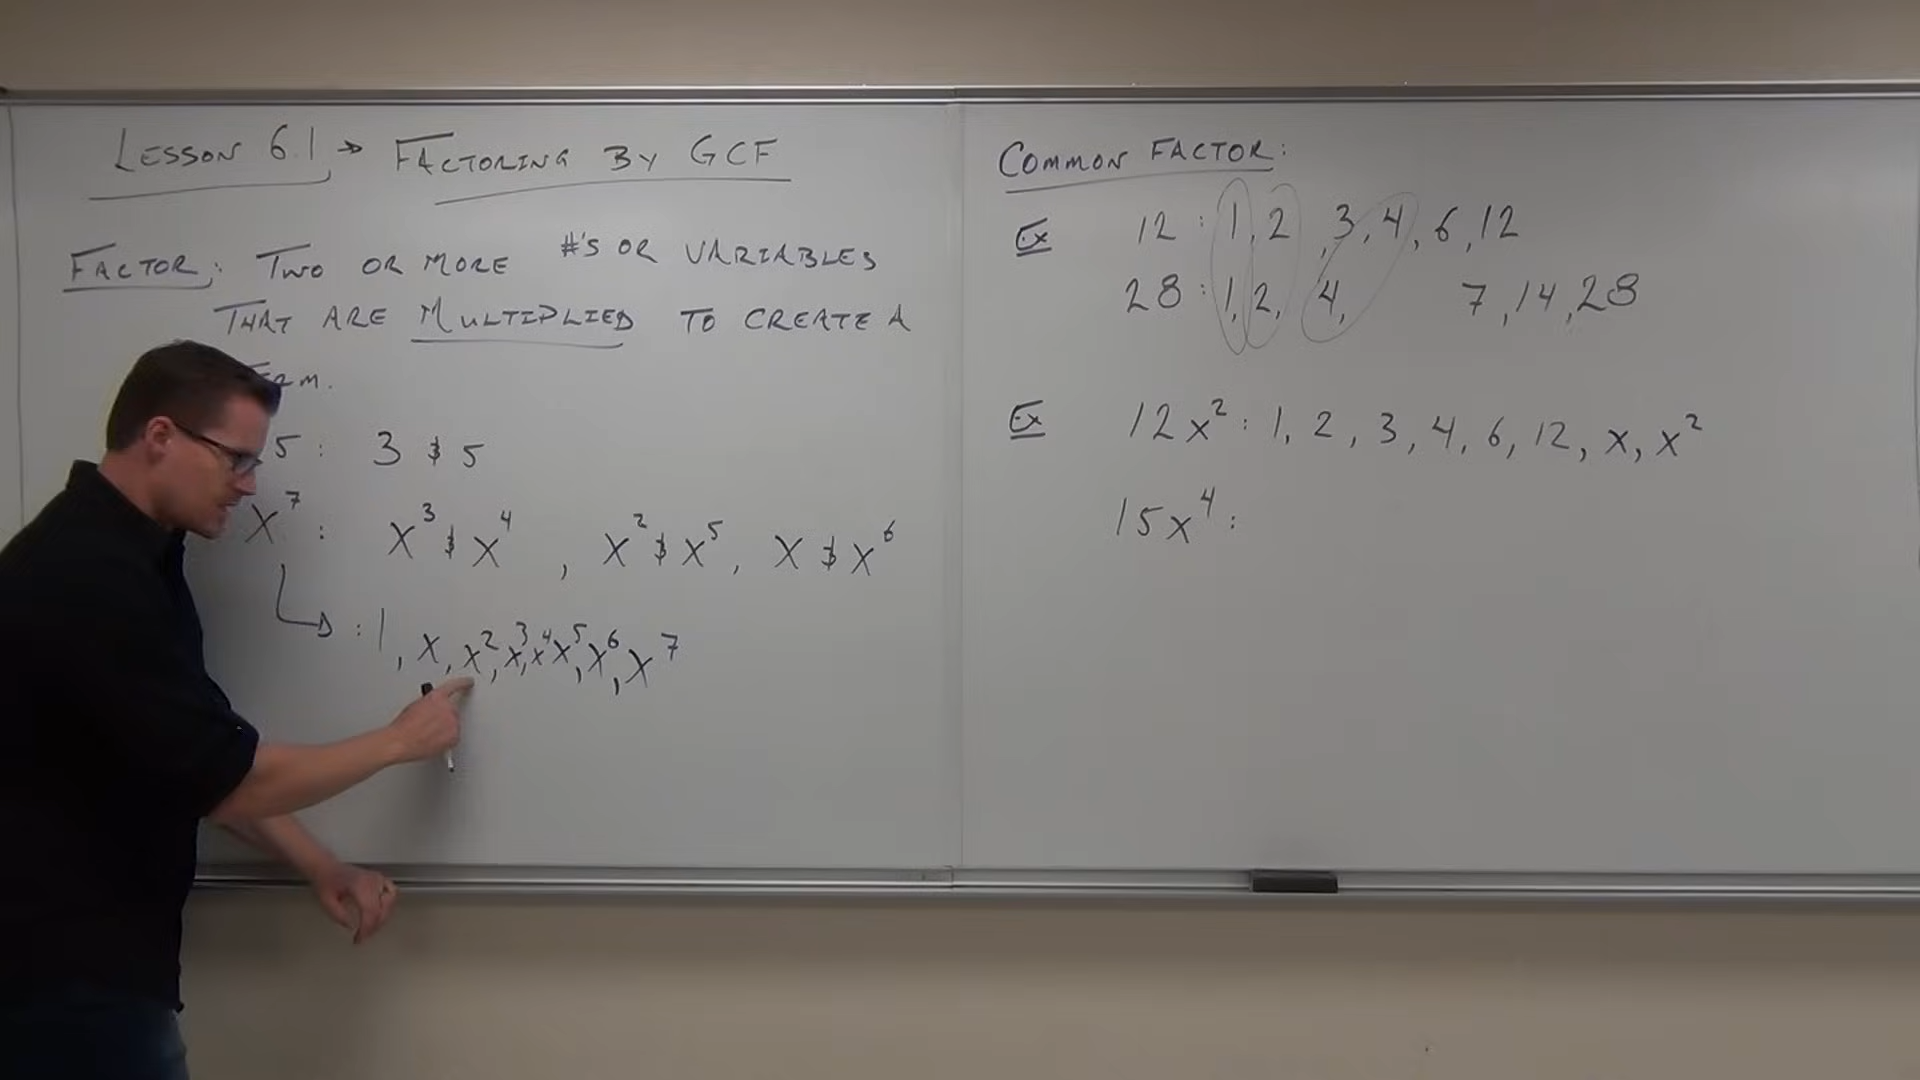 LESSON 6.1 → FACTORING BY GCF
FACTOR: TWO OR MORE #'S OR VARIABLES
THAT ARE MULTIPLIED TO CREATE A
5 : 3 & 5
x⁷ : x³ & x⁴ , x² & x⁵, x & x⁶
: 1, x, x², x³, x⁴ x⁵, x⁶, x⁷
COMMON FACTOR:
Ex 12 : 1, 2, 3, 4, 6, 12
28 : 1, 2, 4, 7, 14, 28
Ex 12x² : 1, 2, 3, 4, 6, 12, x, x²
15x⁴ :